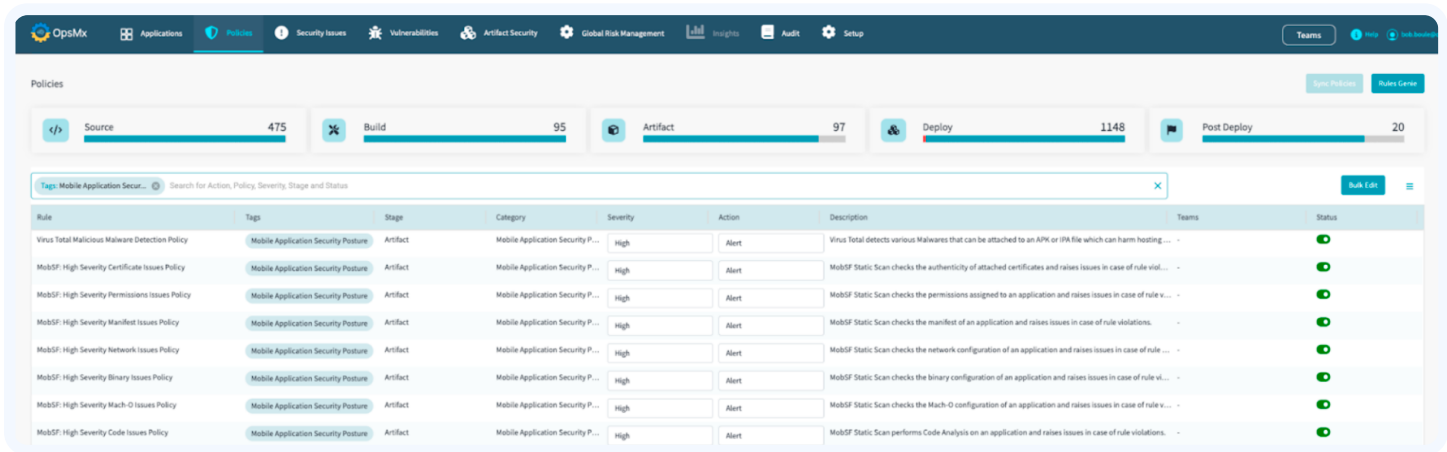 OpsMx Applications Policies Security Issues Vulnerabilities Artifact Security Global Risk Management Insights Audit Setup Teams Help
Policies Sync Policies Rules Genie
Source 475 Build 95 Artifact 97 Deploy 1148 Post Deploy 20
Tags: Mobile Application Secur... Search for Action, Policy, Severity, Stage and Status Bulk Edit
Rule Tags Stage Category Severity Action Description Teams Status
Virus Total Malicious Malware Detection Policy Mobile Application Security Posture Artifact Mobile Application Security P... High Alert Virus Total detects various Malwares that can be attached to an APK or IPA file which can harm hosting ... -
MobSF: High Severity Certificate Issues Policy Mobile Application Security Posture Artifact Mobile Application Security P... High Alert MobSF Static Scan checks the authenticity of attached certificates and raises issues in case of rule viol... -
MobSF: High Severity Permissions Issues Policy Mobile Application Security Posture Artifact Mobile Application Security P... High Alert MobSF Static Scan checks the permissions assigned to an application and raises issues in case of rule v... -
MobSF: High Severity Manifest Issues Policy Mobile Application Security Posture Artifact Mobile Application Security P... High Alert MobSF Static Scan checks the manifest of an application and raises issues in case of rule violations. -
MobSF: High Severity Network Issues Policy Mobile Application Security Posture Artifact Mobile Application Security P... High Alert MobSF Static Scan checks the network configuration of an application and raises issues in case of rule ... -
MobSF: High Severity Binary Issues Policy Mobile Application Security Posture Artifact Mobile Application Security P... High Alert MobSF Static Scan checks the binary configuration of an application and raises issues in case of rule vi... -
MobSF: High Severity Mach-O Issues Policy Mobile Application Security Posture Artifact Mobile Application Security P... High Alert MobSF Static Scan checks the Mach-O configuration of an application and raises issues in case of rule v... -
MobSF: High Severity Code Issues Policy Mobile Application Security Posture Artifact Mobile Application Security P... High Alert MobSF Static Scan performs Code Analysis on an application and raises issues in case of rule violations. -